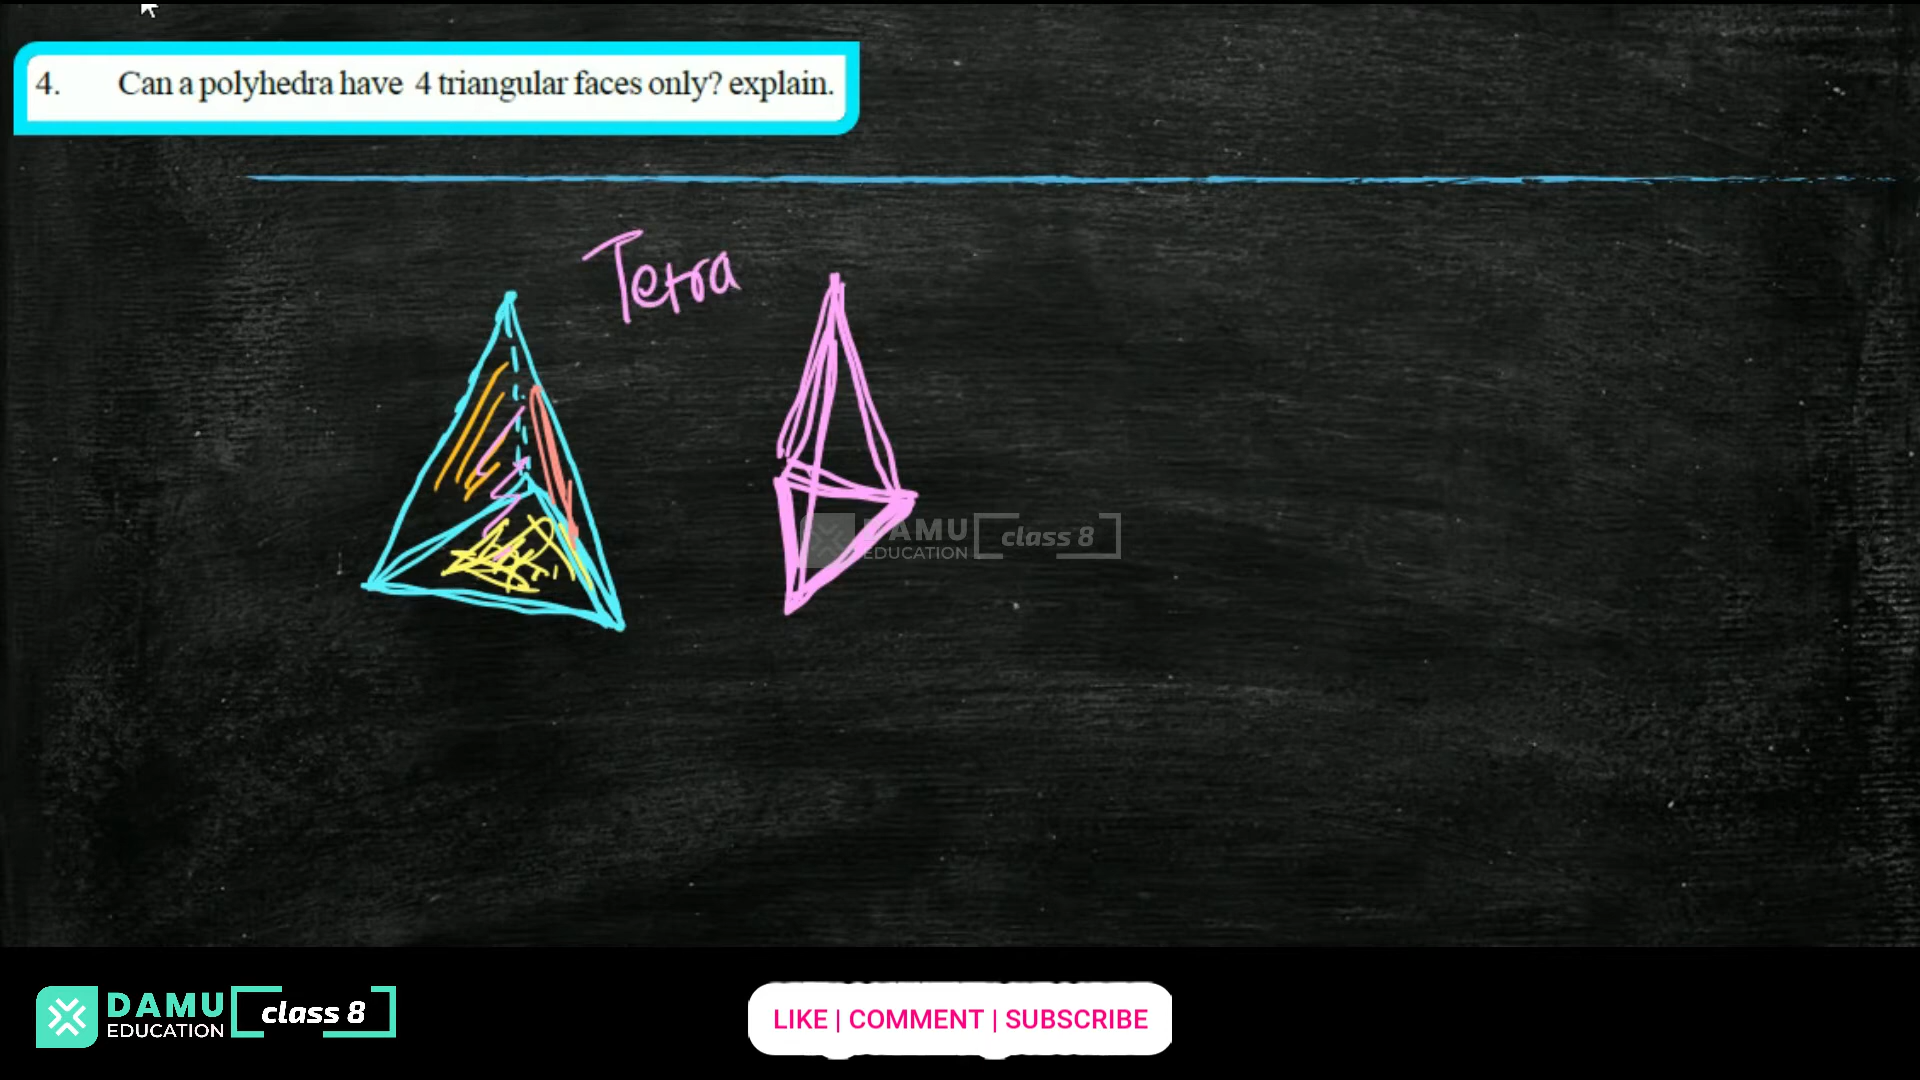 4. Can a polyhedra have 4 triangular faces only? explain.
Tetra
DAMU
EDUCATION
class 8
DAMU
EDUCATION
class 8
LIKE | COMMENT | SUBSCRIBE